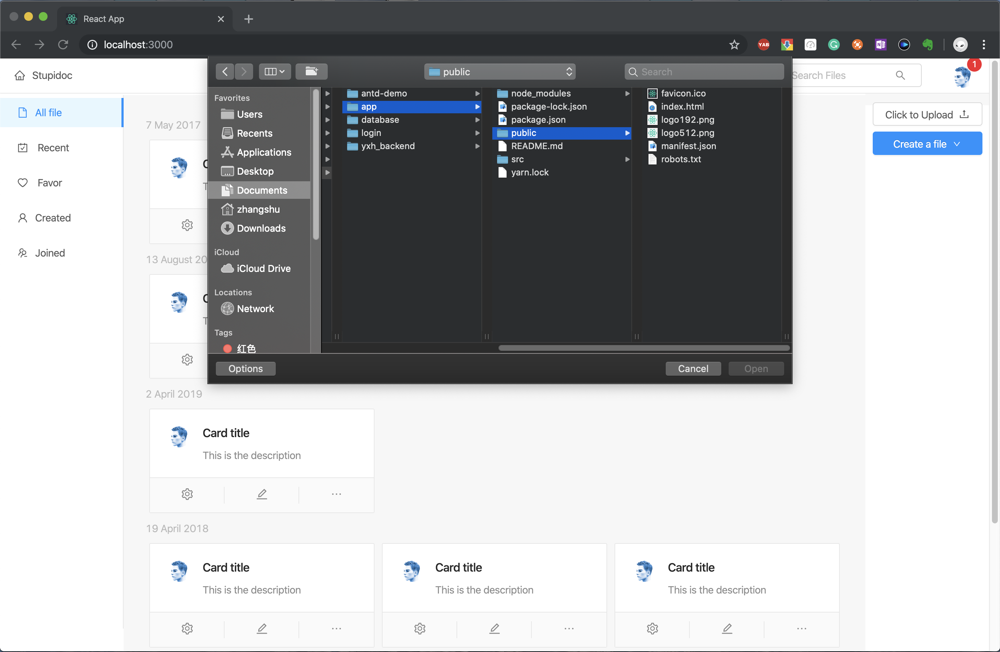 React App
localhost:3000
YAB
N
Stupidoc
Search Files
1
All file
Recent
Favor
Created
Joined
public
Search
Favorites
Users
Recents
Applications
Desktop
Documents
zhangshu
Downloads
iCloud
iCloud Drive
Locations
Network
Tags
红色
antd-demo
app
database
login
yxh_backend
node_modules
package-lock.json
package.json
public
README.md
src
yarn.lock
favicon.ico
index.html
logo192.png
logo512.png
manifest.json
robots.txt
Options
Cancel
Open
Click to Upload
Create a file
7 May 2017
C
T
13 August 20
C
T
2 April 2019
Card title
This is the description
19 April 2018
Card title
This is the description
Card title
This is the description
Card title
This is the description